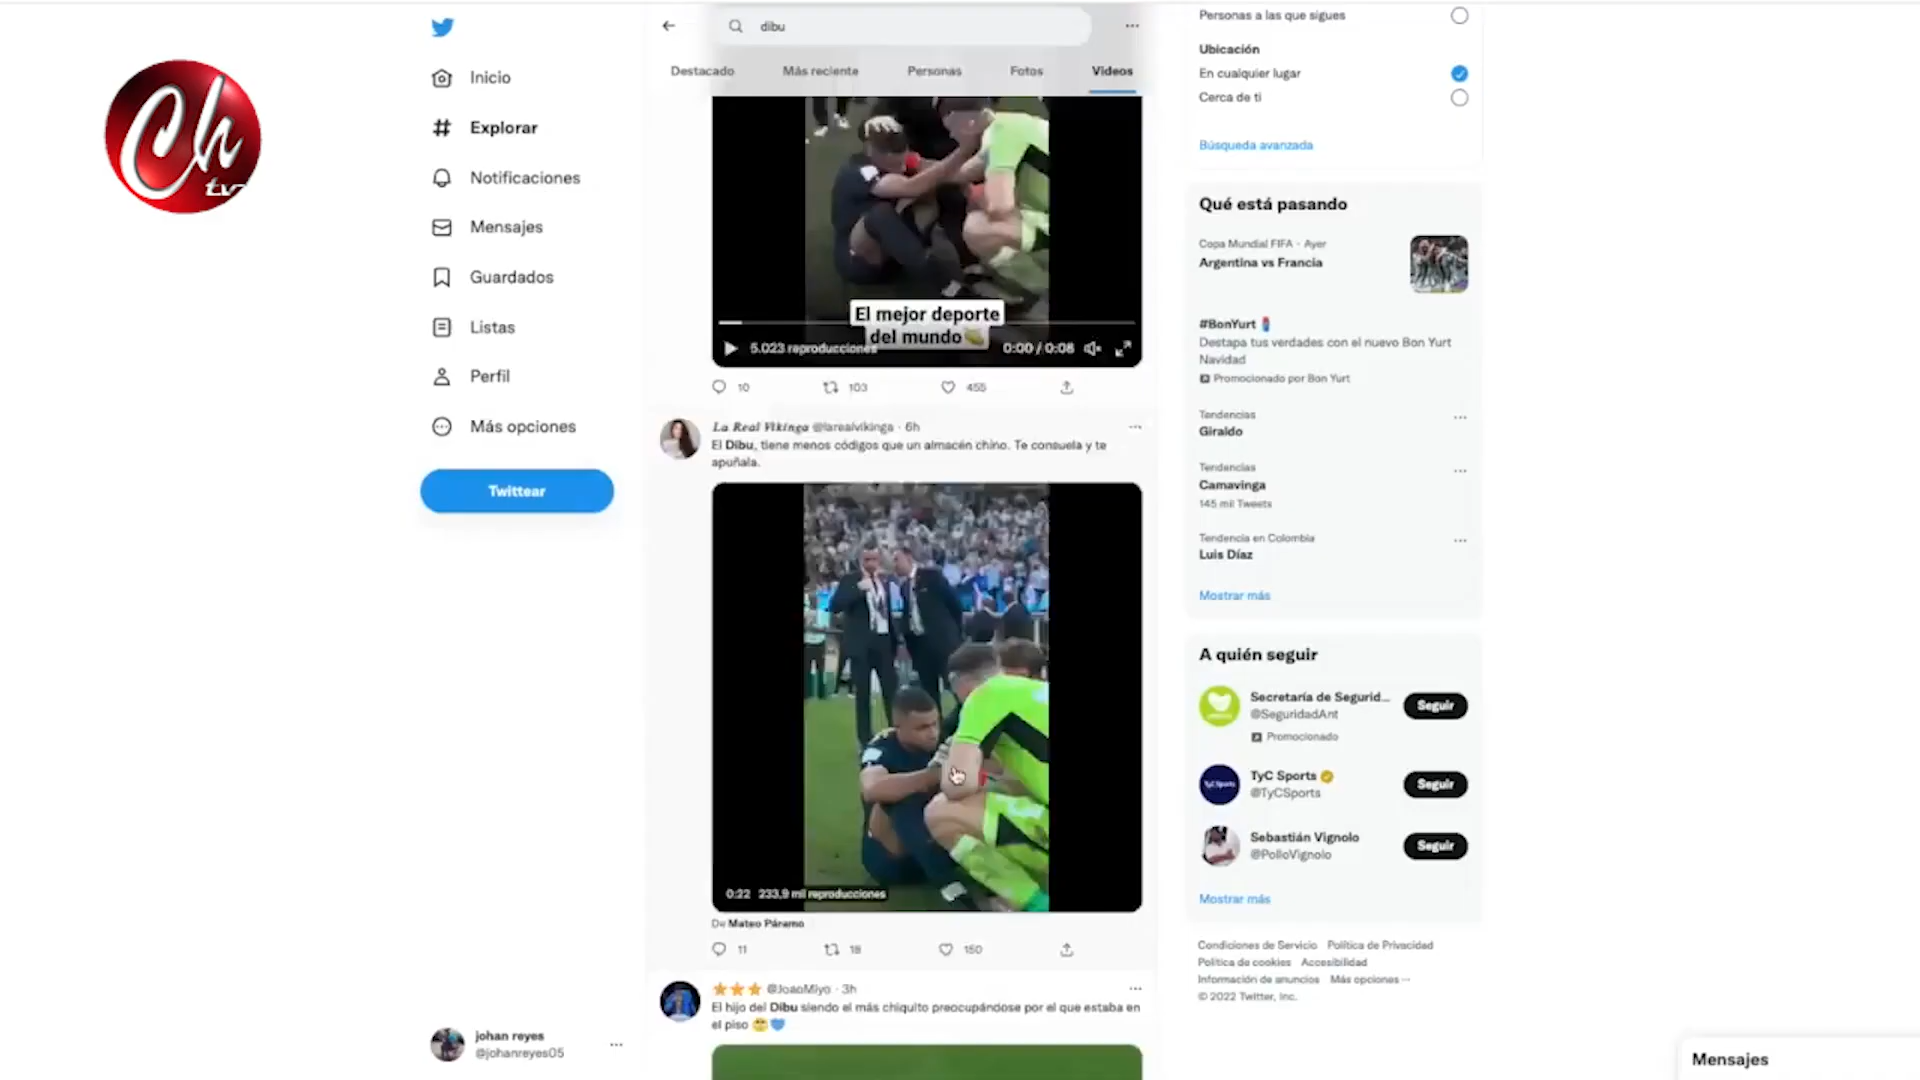 Ch
tv
Inicio
Explorar
Notificaciones
Mensajes
Guardados
Listas
Perfil
Más opciones
Twittear
johan reyes
@johanreyes05
dibu
Destacado
Más reciente
Personas
Fotos
Videos
El mejor deporte
del mundo
5.023 reproducciones
0:00 / 0:08
10
103
455
La Real Vikinga @larealvikinga · 6h
El Dibu, tiene menos códigos que un almacén chino. Te consuela y te
apuñala.
0:22 233,9 mil reproducciones
De Mateo Páramo
11
18
150
@JoaoMiyo · 3h
El hijo del Dibu siendo el más chiquito preocupándose por el que estaba en
el piso
Personas a las que sigues
Ubicación
En cualquier lugar
Cerca de ti
Búsqueda avanzada
Qué está pasando
Copa Mundial FIFA · Ayer
Argentina vs Francia
#BonYurt
Destapa tus verdades con el nuevo Bon Yurt
Navidad
Promocionado por Bon Yurt
Tendencias
Giraldo
Tendencias
Camavinga
145 mil Tweets
Tendencia en Colombia
Luis Díaz
Mostrar más
A quién seguir
Secretaría de Segurid...
@SeguridadAnt
Promocionado
Seguir
TyC Sports
TyC Sports
@TyCSports
Seguir
Sebastián Vignolo
@PolloVignolo
Seguir
Mostrar más
Condiciones de Servicio Política de Privacidad
Política de cookies Accesibilidad
Información de anuncios Más opciones ···
© 2022 Twitter, Inc.
Mensajes